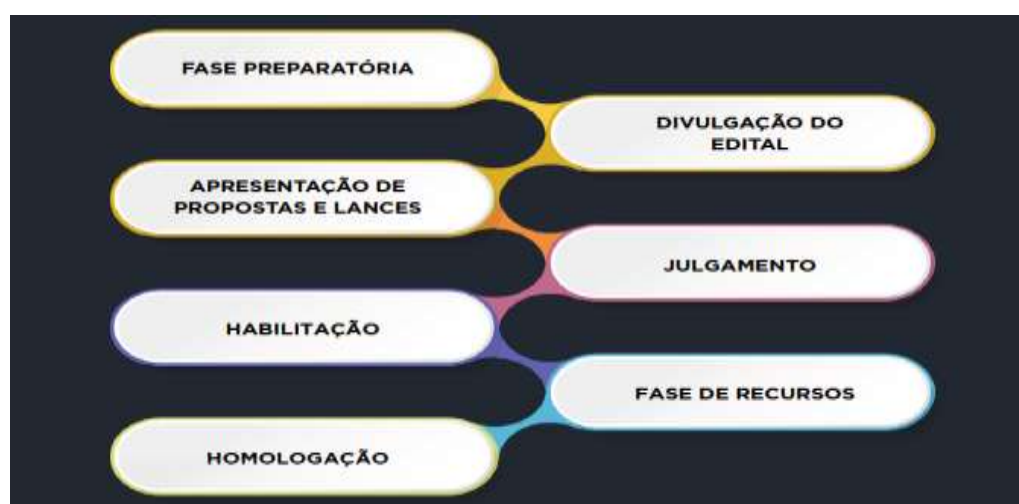 FASE PREPARATÓRIA
DIVULGAÇÃO DO
EDITAL
APRESENTAÇÃO DE
PROPOSTAS E LANCES
JULGAMENTO
HABILITAÇÃO
FASE DE RECURSOS
HOMOLOGAÇÃO